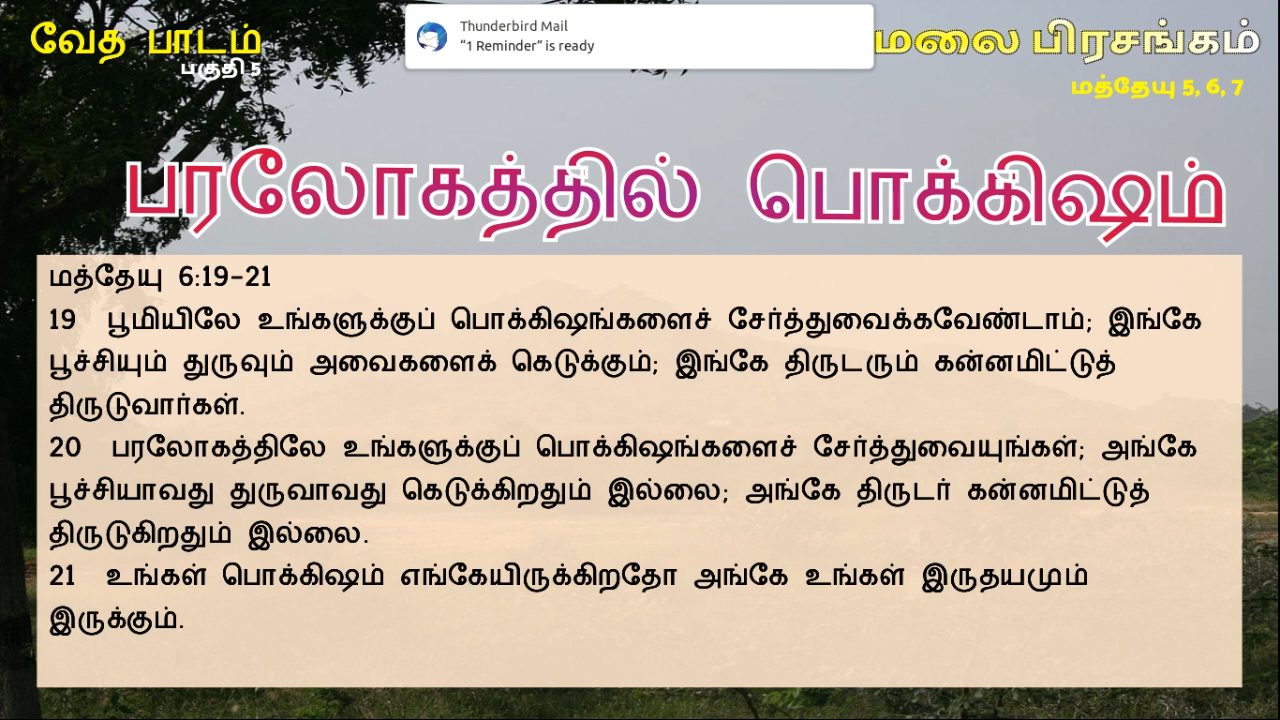 வேத பாடம்
பகுதி 5
Thunderbird Mail
“1 Reminder” is ready
மலை பிரசங்கம்
மத்தேயு 5, 6, 7
பரலோகத்தில் பொக்கிஷம்
மத்தேயு 6:19-21
19 பூமியிலே உங்களுக்குப் பொக்கிஷங்களைச் சேர்த்துவைக்கவேண்டாம்; இங்கே
பூச்சியும் துருவும் அவைகளைக் கெடுக்கும்; இங்கே திருடரும் கன்னமிட்டுத்
திருடுவார்கள்.
20 பரலோகத்திலே உங்களுக்குப் பொக்கிஷங்களைச் சேர்த்துவையுங்கள்; அங்கே
பூச்சியாவது துருவாவது கெடுக்கிறதும் இல்லை; அங்கே திருடர் கன்னமிட்டுத்
திருடுகிறதும் இல்லை.
21 உங்கள் பொக்கிஷம் எங்கேயிருக்கிறதோ அங்கே உங்கள் இருதயமும்
இருக்கும்.